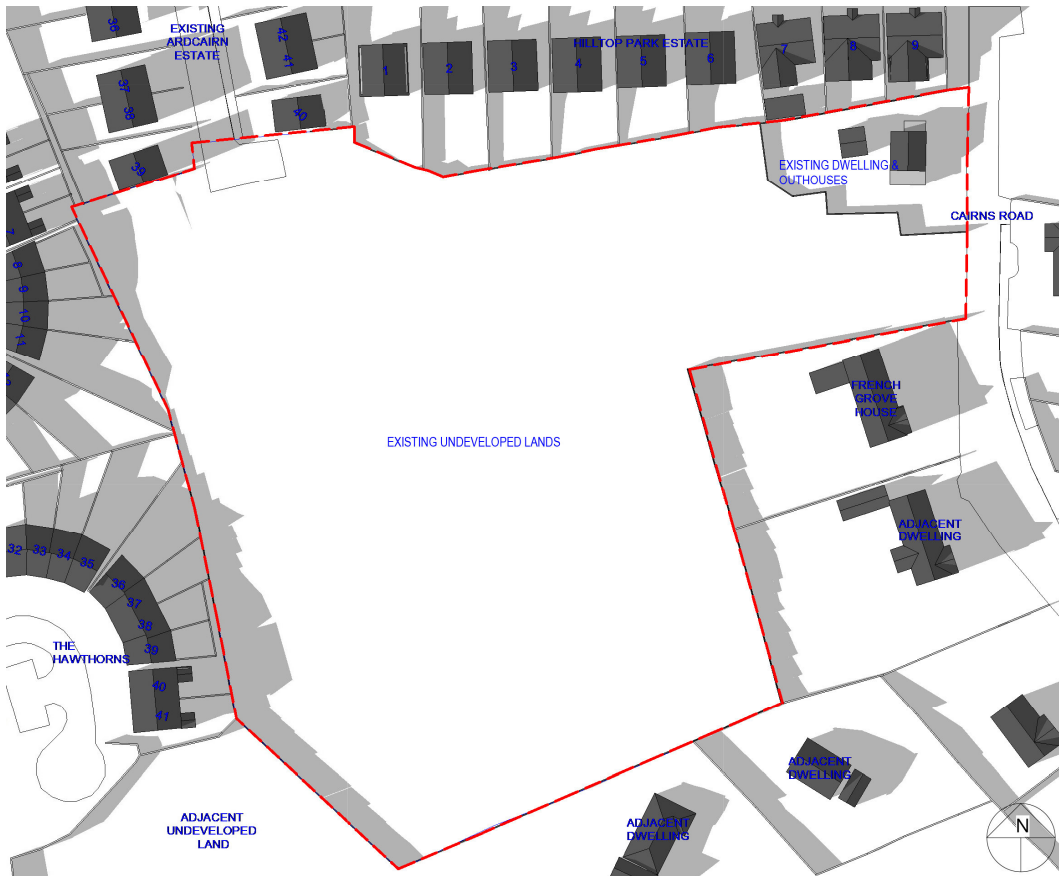 36
EXISTING
ARDCAIRN
ESTATE
42
41
HILLTOP PARK ESTATE
1
2
3
4
5
6
7
8
9
37
38
40
39
EXISTING DWELLING &
OUTHOUSES
CAIRNS ROAD
7
8
9
10
11
FRENCH
GROVE
HOUSE
EXISTING UNDEVELOPED LANDS
ADJACENT
DWELLING
32
33
34
35
36
37
38
39
40
41
THE
HAWTHORNS
ADJACENT
DWELLING
ADJACENT
UNDEVELOPED
LAND
ADJACENT
DWELLING
N